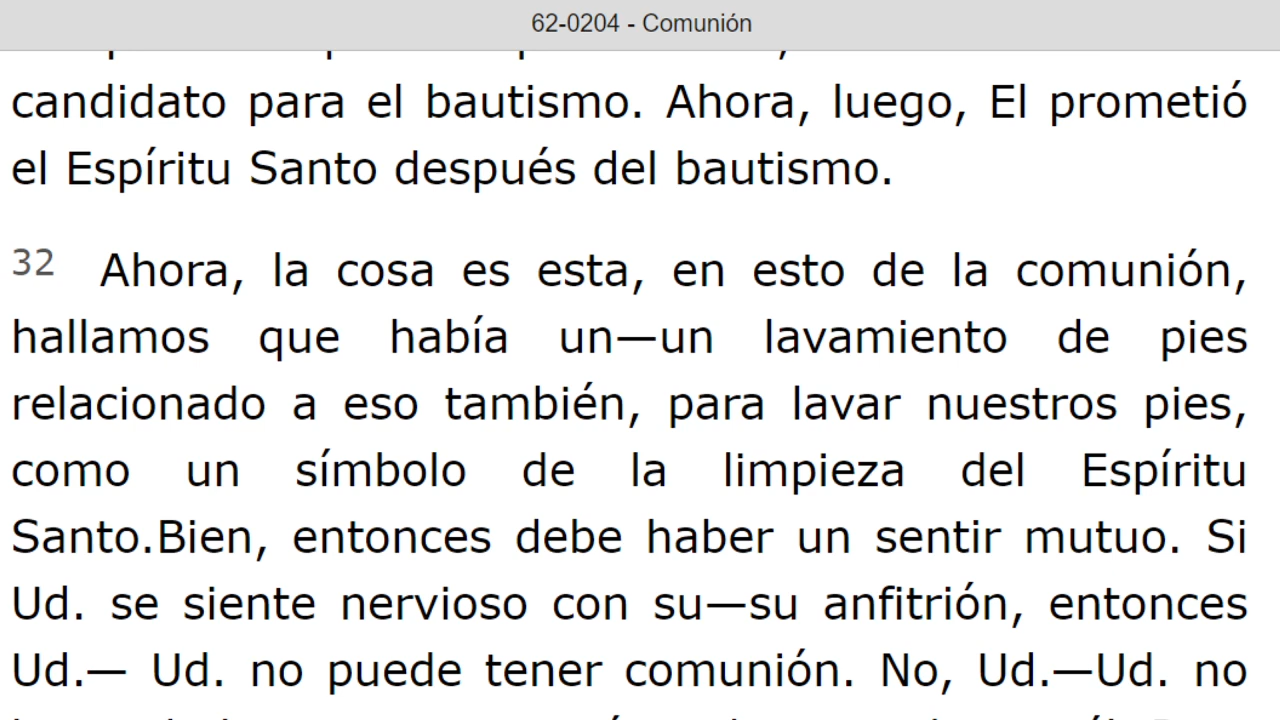 62-0204 - Comunión
candidato para el bautismo. Ahora, luego, El prometió
el Espíritu Santo después del bautismo.
32 Ahora, la cosa es esta, en esto de la comunión,
hallamos que había un—un lavamiento de pies
relacionado a eso también, para lavar nuestros pies,
como un símbolo de la limpieza del Espíritu
Santo.Bien, entonces debe haber un sentir mutuo. Si
Ud. se siente nervioso con su—su anfitrión, entonces
Ud.— Ud. no puede tener comunión. No, Ud.—Ud. no